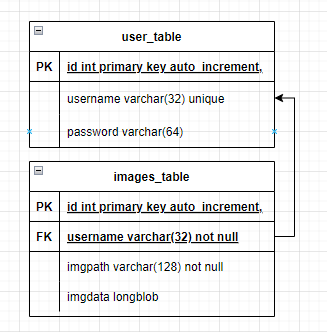 user_table
PK id int primary key auto_increment,
username varchar(32) unique
password varchar(64)
images_table
PK id int primary key auto_increment,
FK username varchar(32) not null
imgpath varchar(128) not null
imgdata longblob